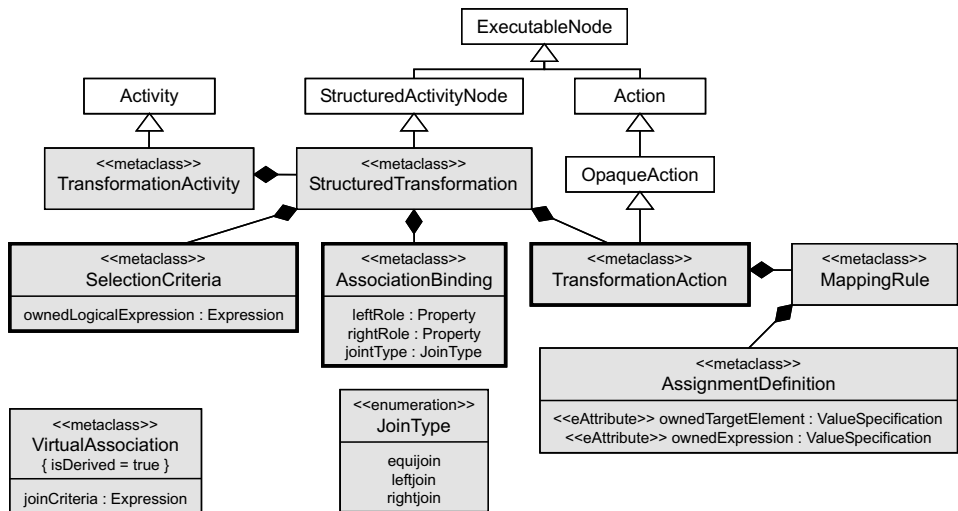 ExecutableNode
Activity
StructuredActivityNode
Action
<<metaclass>>
TransformationActivity
<<metaclass>>
StructuredTransformation
OpaqueAction
<<metaclass>>
SelectionCriteria
ownedLogicalExpression : Expression
<<metaclass>>
AssociationBinding
leftRole : Property
rightRole : Property
jointType : JoinType
<<metaclass>>
TransformationAction
<<metaclass>>
MappingRule
<<metaclass>>
AssignmentDefinition
<<eAttribute>> ownedTargetElement : ValueSpecification
<<eAttribute>> ownedExpression : ValueSpecification
<<metaclass>>
VirtualAssociation
{ isDerived = true }
joinCriteria : Expression
<<enumeration>>
JoinType
equijoin
leftjoin
rightjoin